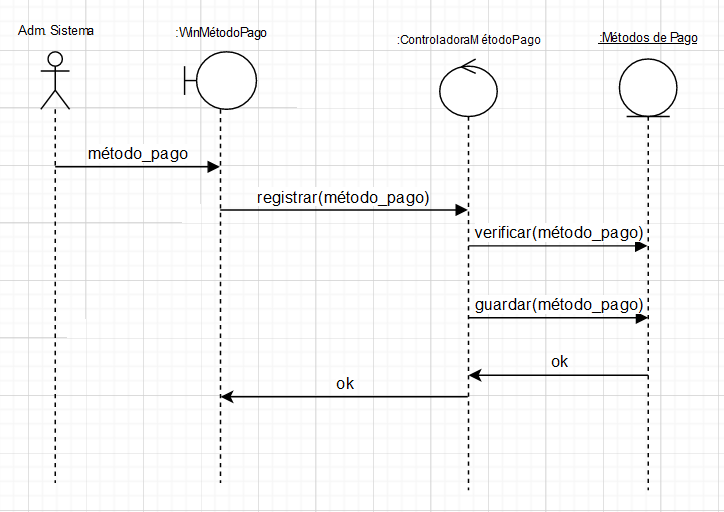 Adm. Sistema
:WinMétodoPago
:ControladoraMétodoPago
:Métodos de Pago
método_pago
registrar(método_pago)
verificar(método_pago)
guardar(método_pago)
ok
ok